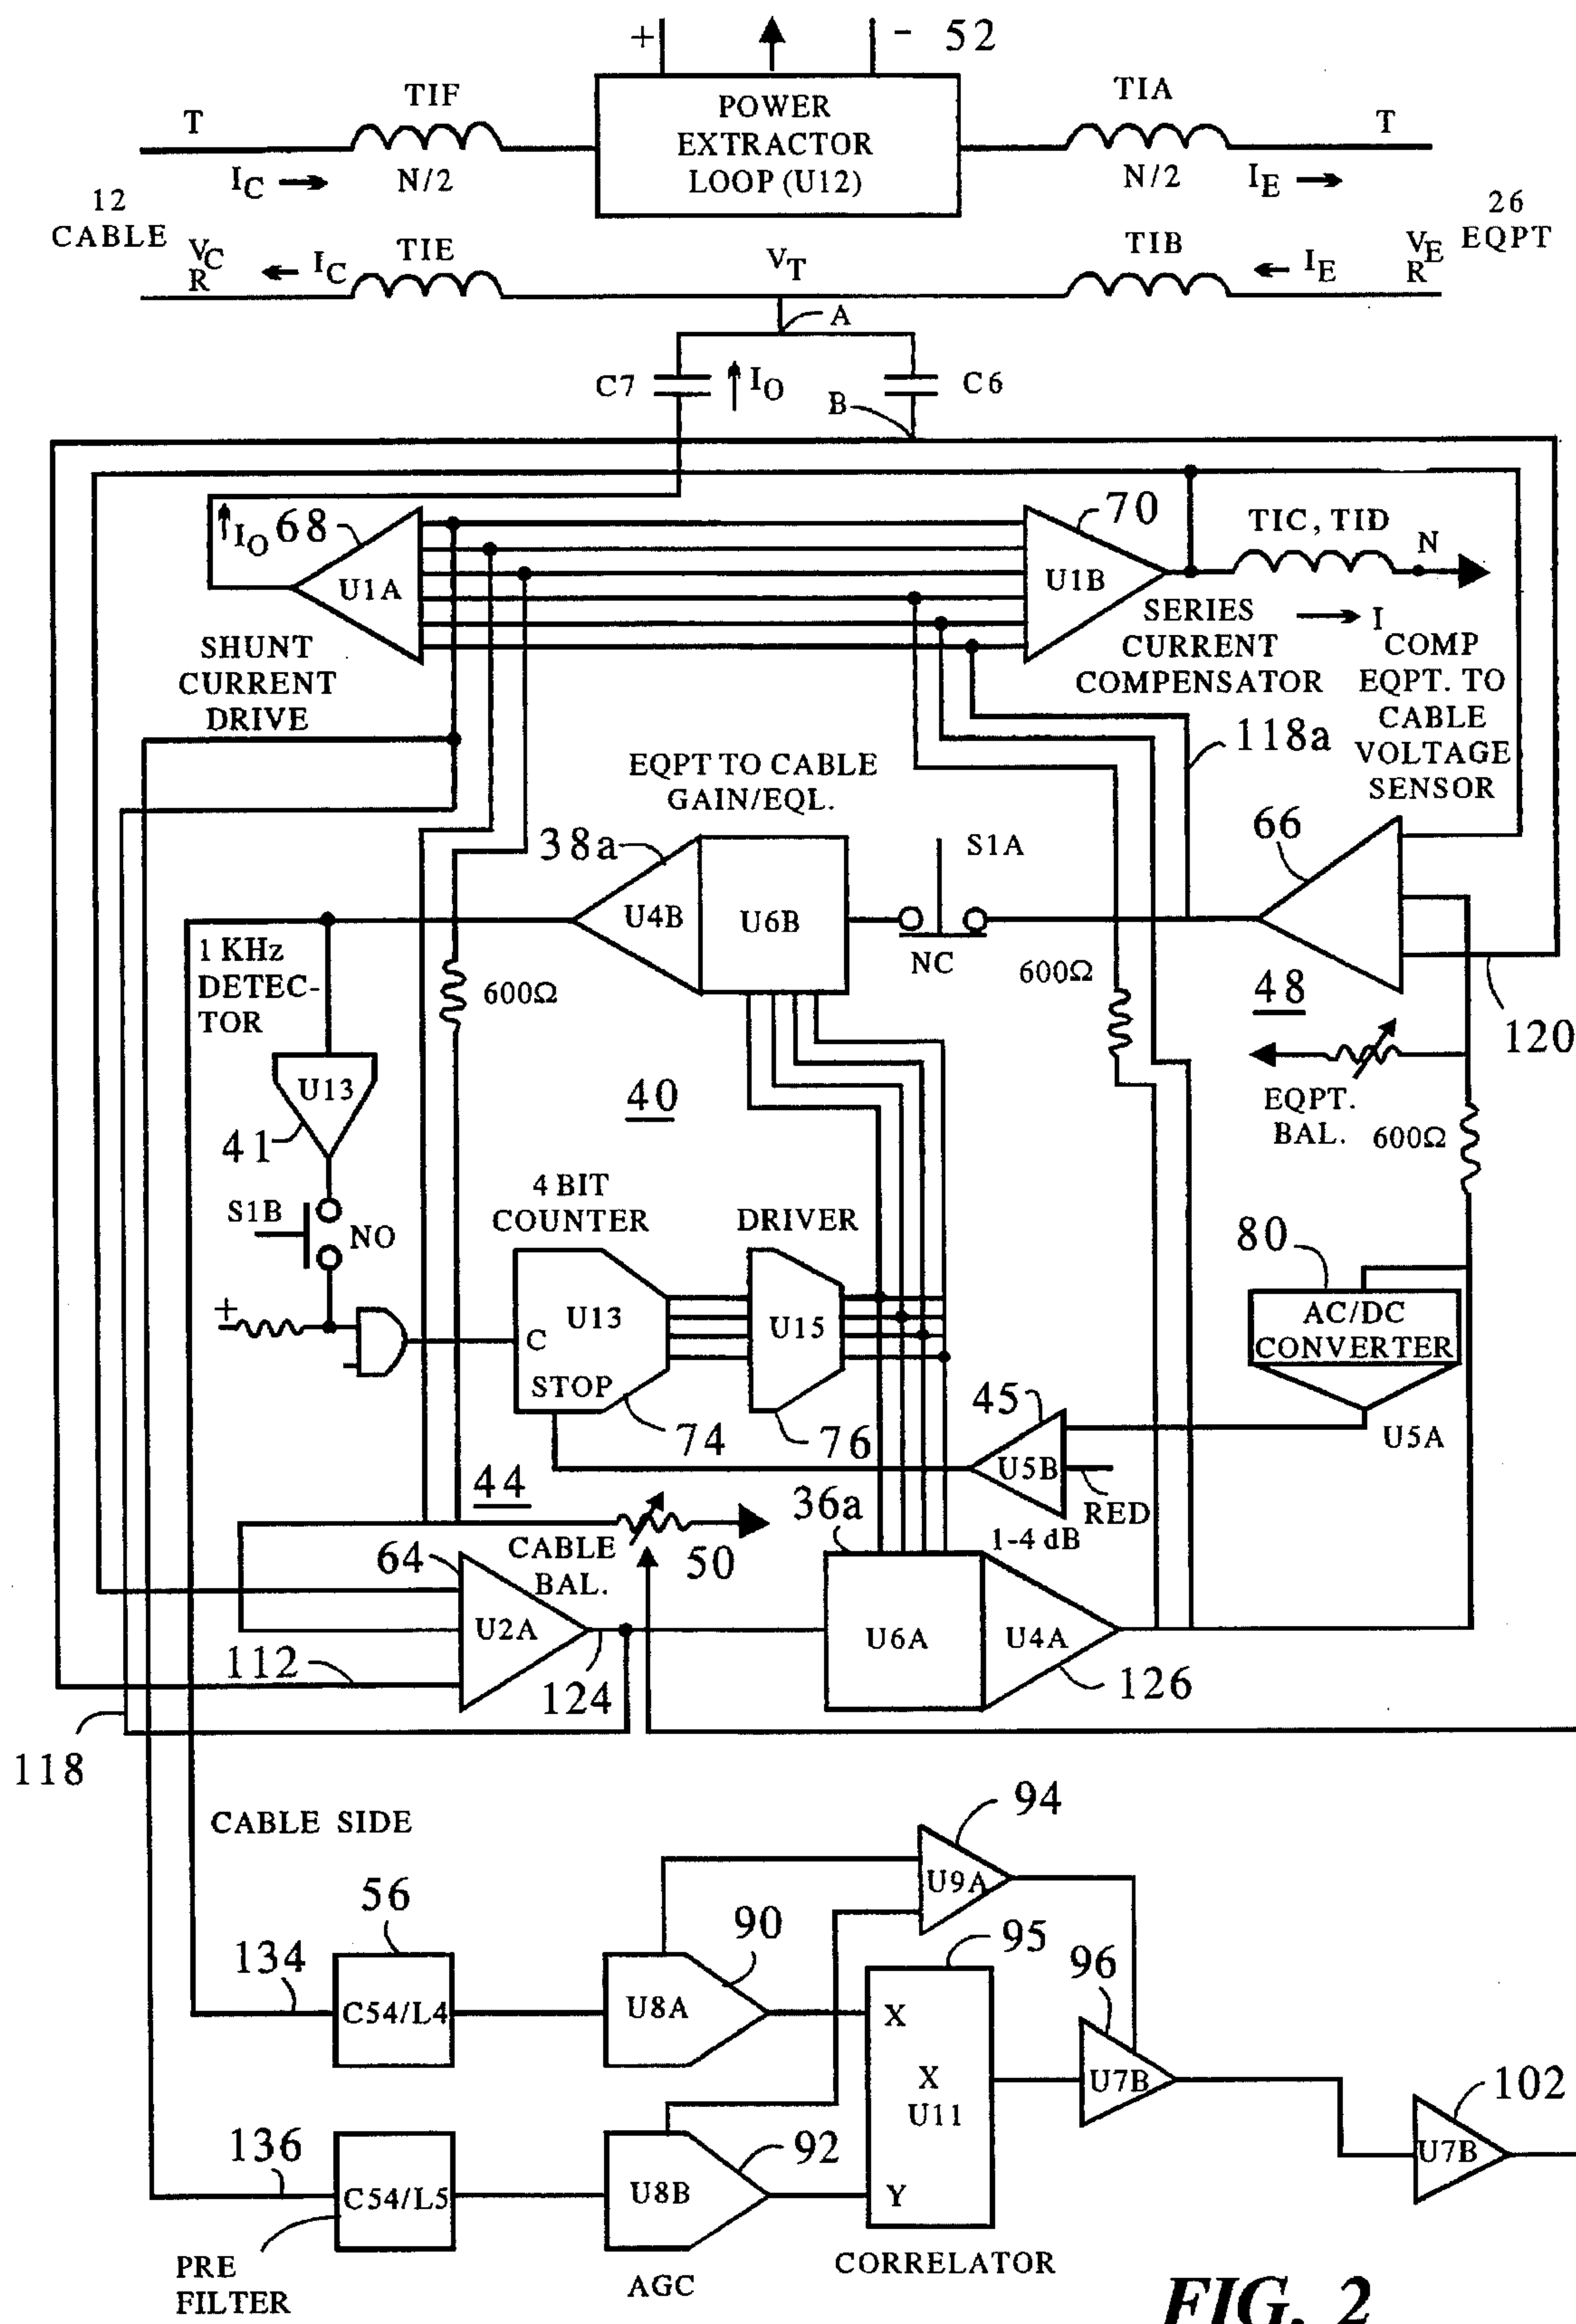 + - 52
TIF
POWER
EXTRACTOR
LOOP (U12)
TIA
T
T
IC
N/2
N/2
IE
12
CABLE
26
EQPT
VC
R
IC
TIE
VT
TIB
IE
VE
R
A
C7
IO
C6
B
IO
68
U1A
70
U1B
TIC, TID
N
SHUNT
CURRENT
DRIVE
SERIES
CURRENT
COMPENSATOR
I
COMP
EQPT. TO
CABLE
VOLTAGE
SENSOR
118a
EQPT TO CABLE
GAIN/EQL.
38a
U4B
U6B
S1A
NC
66
1 KHz
DETEC-
TOR
600Ω
600Ω
48
120
U13
41
40
EQPT.
BAL.
600Ω
S1B
NO
4 BIT
COUNTER
DRIVER
80
+
C
U13
STOP
U15
AC/DC
CONVERTER
74
76
45
U5B
U5A
RED
44
36a
1-4 dB
64
CABLE
BAL.
50
U2A
U6A
U4A
112
124
126
118
CABLE SIDE
94
U9A
56
90
95
96
134
C54/L4
U8A
X
X
U11
U7B
102
U7B
136
C54/L5
U8B
92
Y
PRE
FILTER
AGC
CORRELATOR
FIG. 2